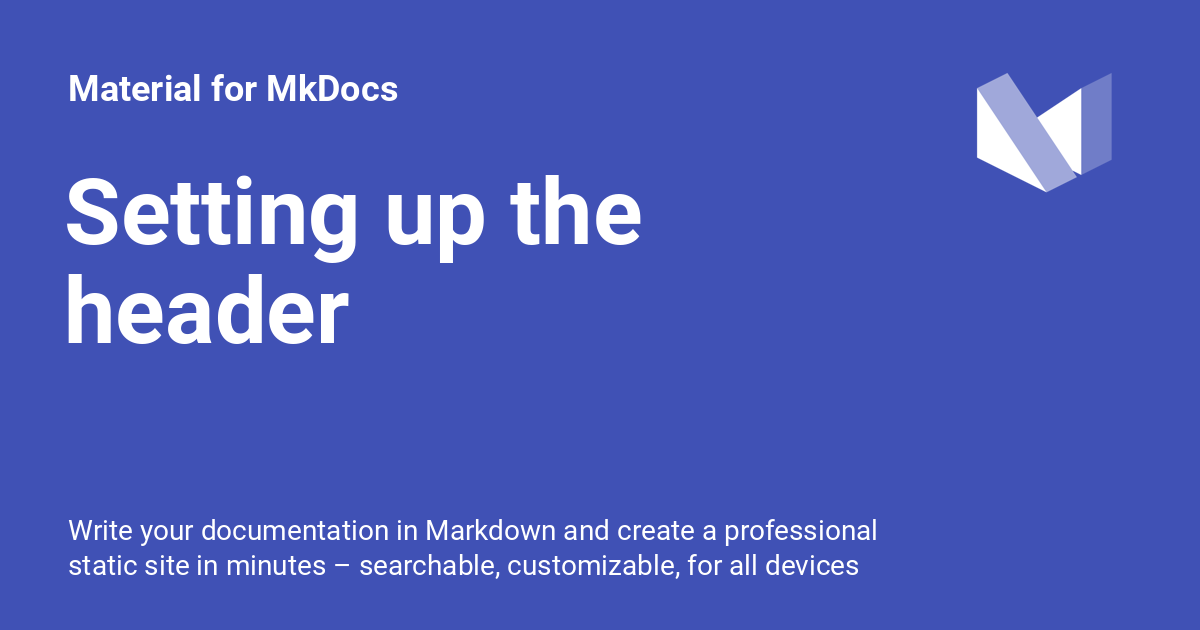 Material for MkDocs
Setting up the
header
Write your documentation in Markdown and create a professional
static site in minutes – searchable, customizable, for all devices